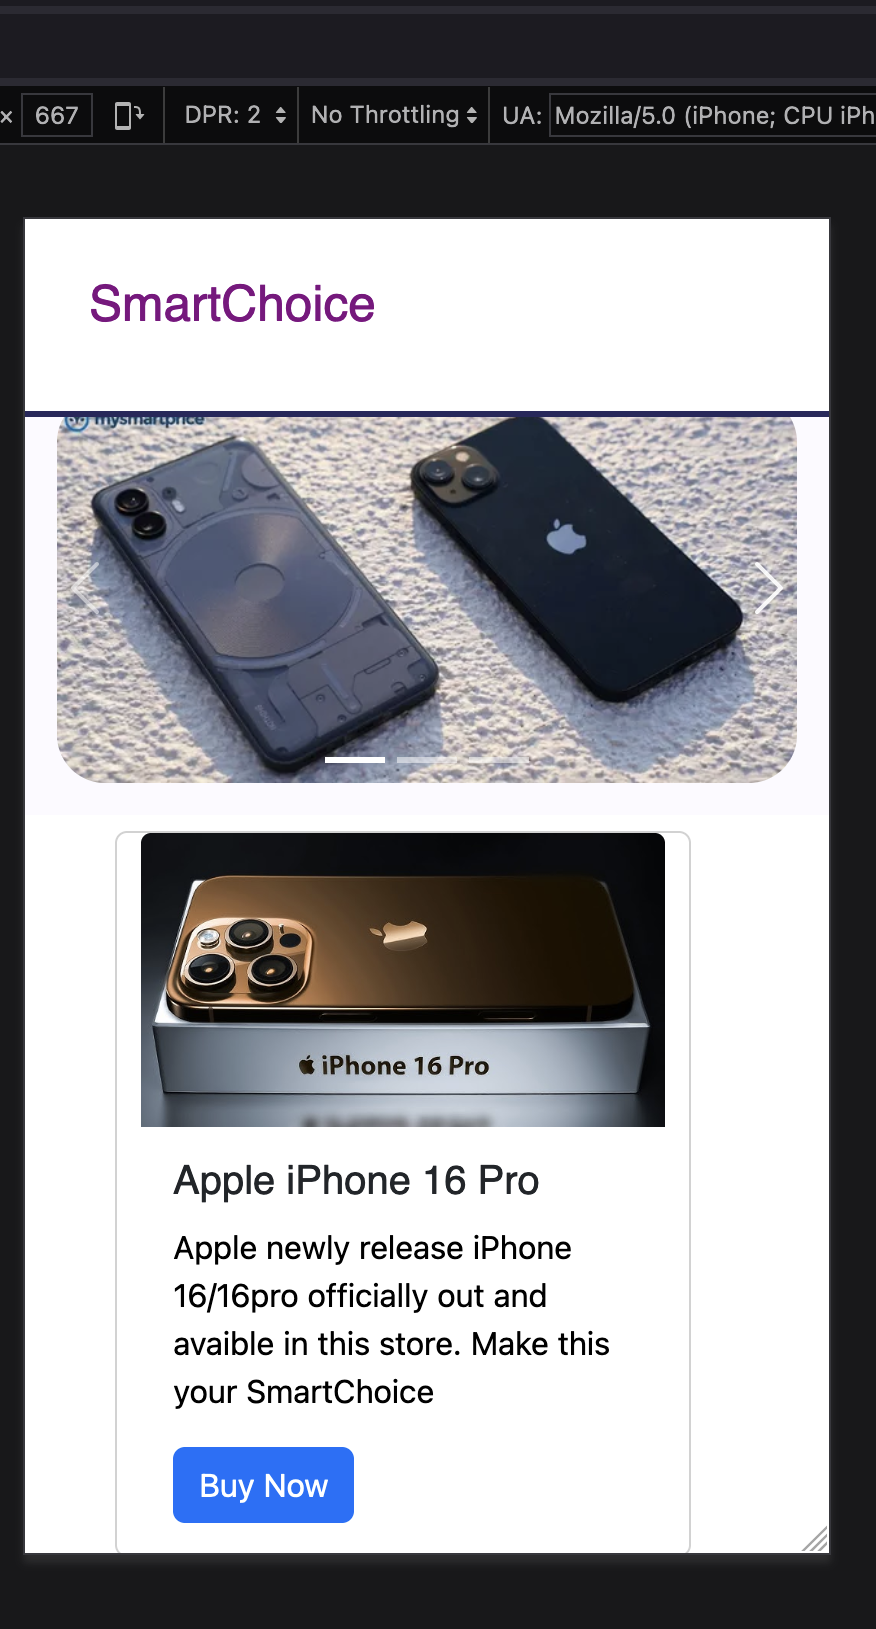 × 667 DPR: 2 No Throttling UA: Mozilla/5.0 (iPhone; CPU iPh
SmartChoice
mysmartprice
iPhone 16 Pro
Apple iPhone 16 Pro
Apple newly release iPhone
16/16pro officially out and
avaible in this store. Make this
your SmartChoice
Buy Now